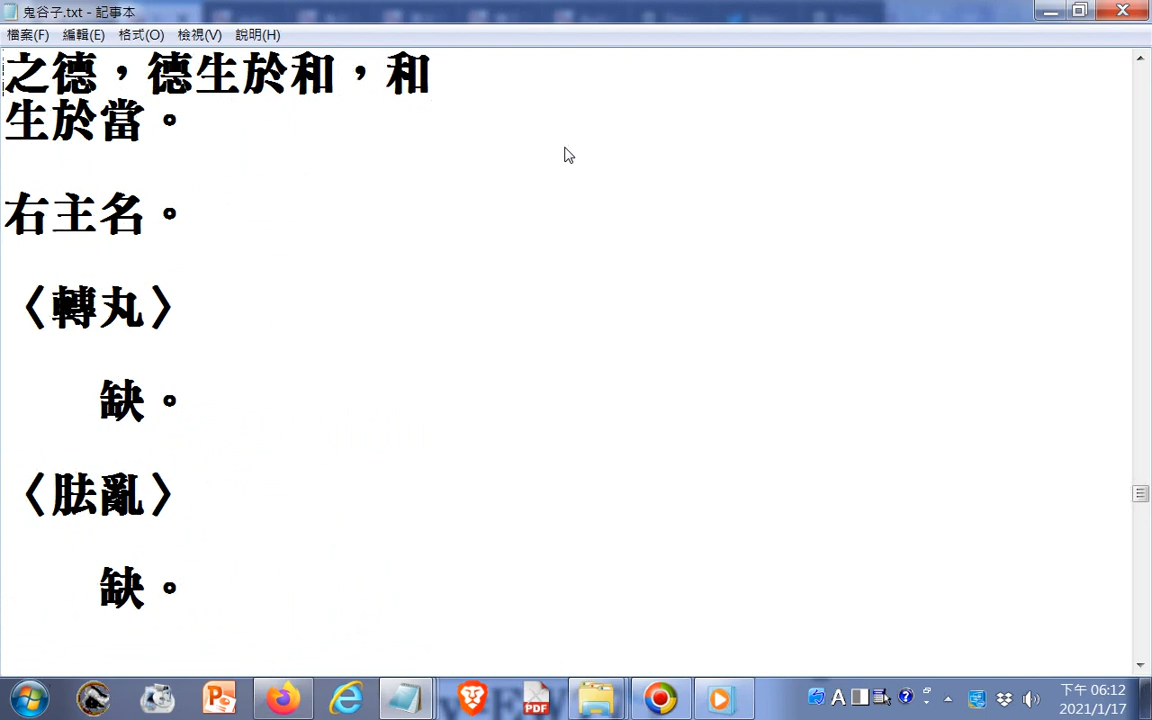 鬼谷子.txt - 記事本
檔案(F) 編輯(E) 格式(O) 檢視(V) 說明(H)
之德，德生於和，和
生於當。
右主名。
〈轉丸〉
缺。
〈胠亂〉
缺。
PDF
下午 06:12
2021/1/17